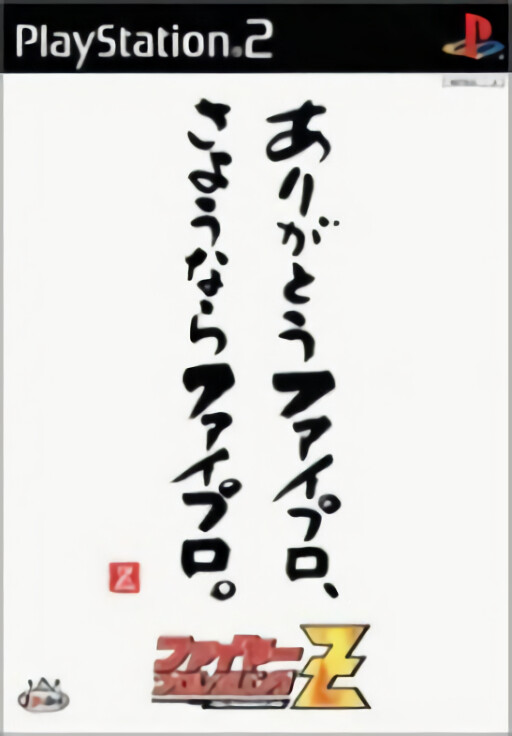 PlayStation.2
ありがとうファイプロ、
さようならファイプロ。
Z
ファイヤー
プロレスリング
Z